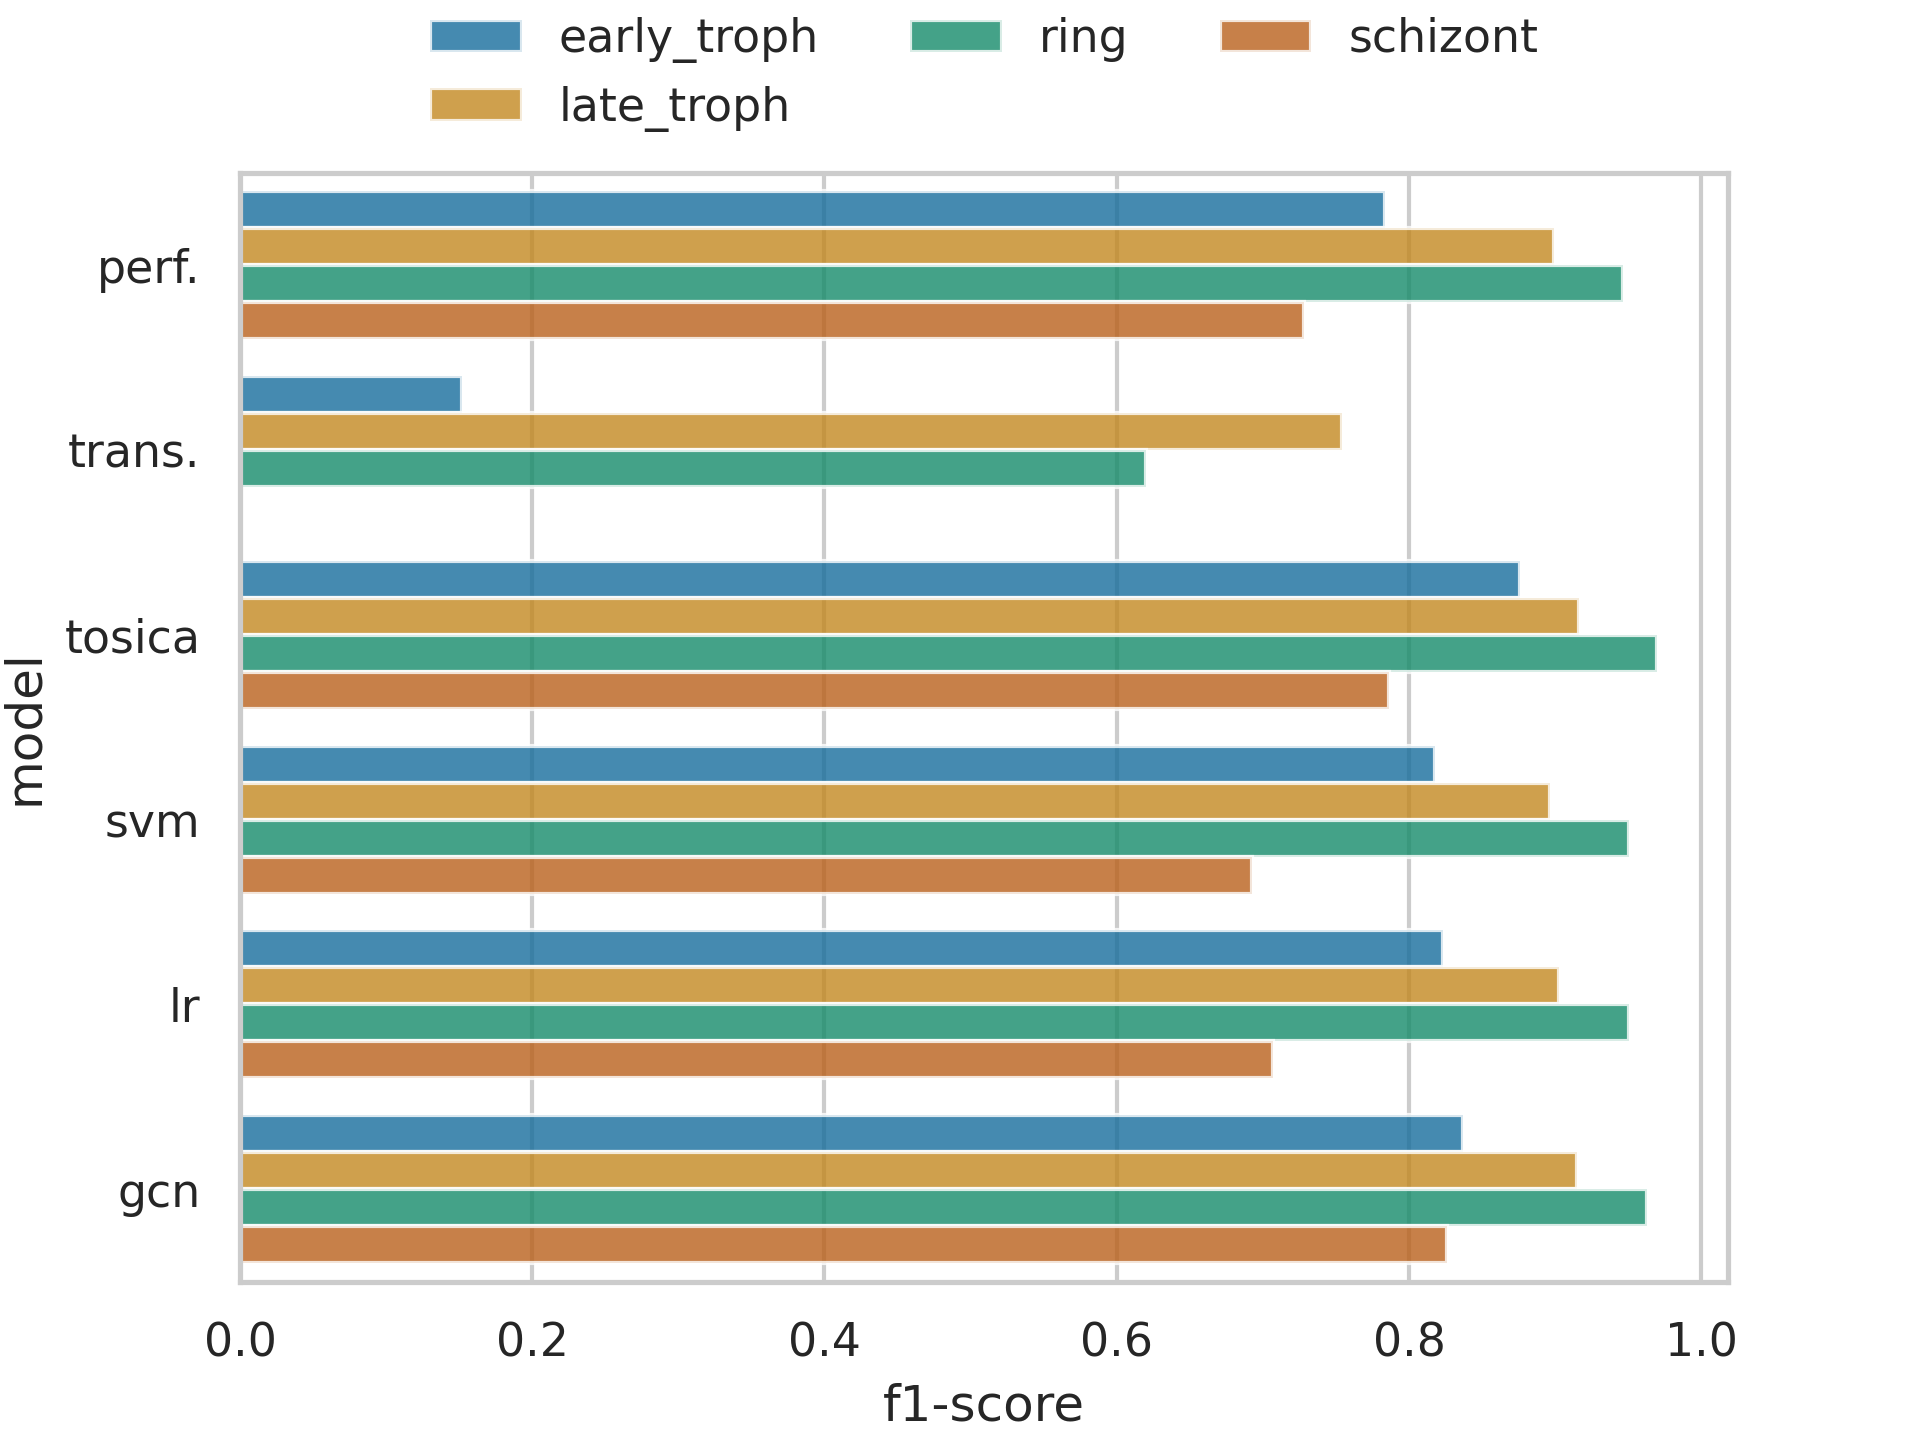 early_troph ring schizont
late_troph
perf.
trans.
tosica
svm
lr
gcn
model
0.0 0.2 0.4 0.6 0.8 1.0
f1-score